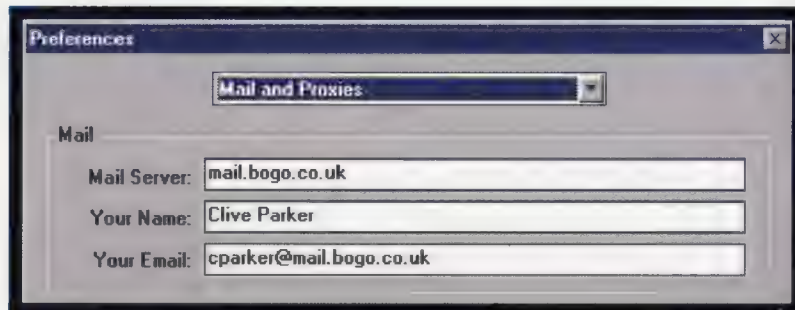 Preferences
Mail and Proxies
Mail
Mail Server: mail.bogo.co.uk
Your Name: Clive Parker
Your Email: cparker@mail.bogo.co.uk